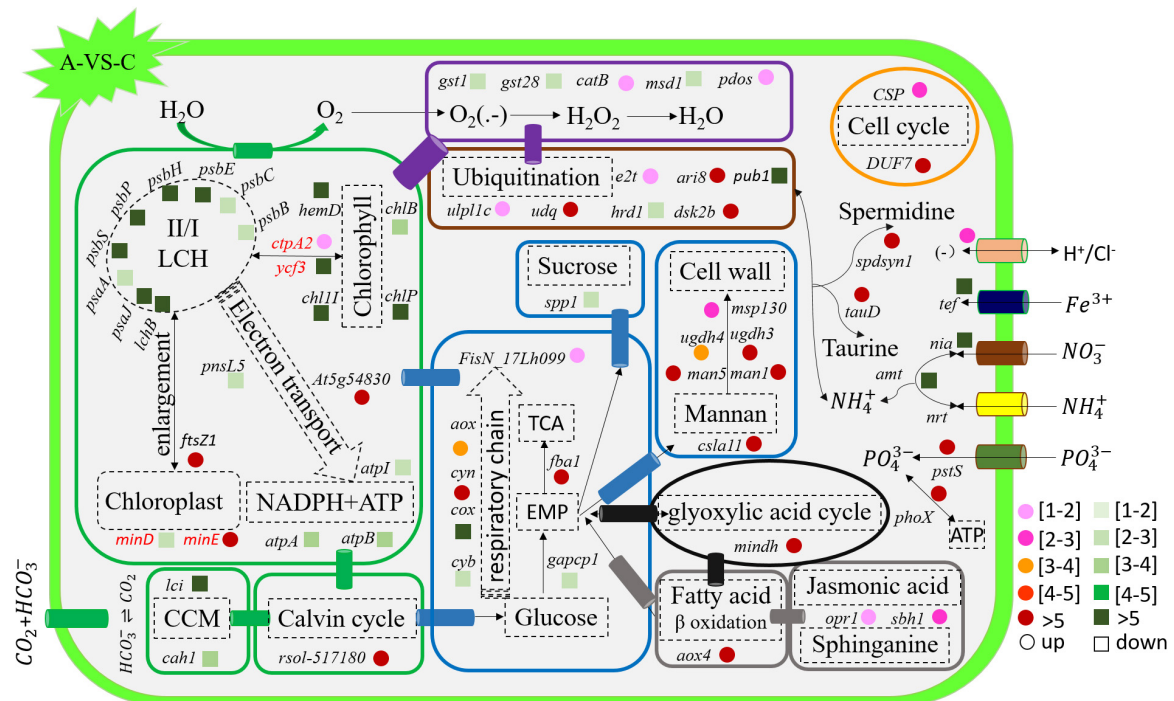 A-VS-C
H₂O
O₂
gst1 gst28 catB msd1 pdos
O₂(.-) H₂O₂ H₂O
CSP
Cell cycle
DUF7
Ubiquitination e2t ari8 pub1
ulpl1c udq hrd1 dsk2b
psbP psbH psbE psbC
psbS psbB
psaA psaJ lchB
II/I
LCH
hemD chlB
ctpA2
ycf3
Chlorophyll
chl1I chlP
enlargement
Electron transport
pnsL5
At5g54830
ftsZ1
atpI
Chloroplast
NADPH+ATP
minD minE atpA atpB
Sucrose
spp1
Cell wall
msp130
ugdh4 ugdh3
man5 man1
Mannan
csla11
Spermidine
spdsyn1
tauD
Taurine
(-) H⁺/Cl⁻
tef Fe³⁺
nia NO₃⁻
amt
NH₄⁺ nrt NH₄⁺
PO₄³⁻ pstS PO₄³⁻
phoX
ATP
FisN_17Lh099
respiratory chain
aox
cyn
cox
cyb
TCA
fba1
EMP
gapcp1
Glucose
glyoxylic acid cycle
mindh
CO₂+HCO₃⁻
HCO₃⁻ ⇌ CO₂
lci
CCM
cah1
Calvin cycle
rsol-517180
Fatty acid
β oxidation
aox4
Jasmonic acid
opr1 sbh1
Sphinganine
[1-2] [1-2]
[2-3] [2-3]
[3-4] [3-4]
[4-5] [4-5]
>5 >5
up down